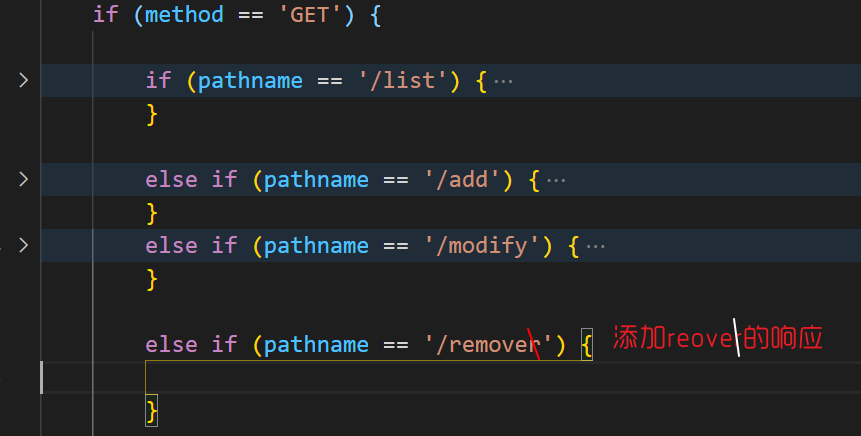 if (method == 'GET') {
if (pathname == '/list') {…
}
else if (pathname == '/add') {…
}
else if (pathname == '/modify') {…
}
else if (pathname == '/remover') { 添加reover的响应
}